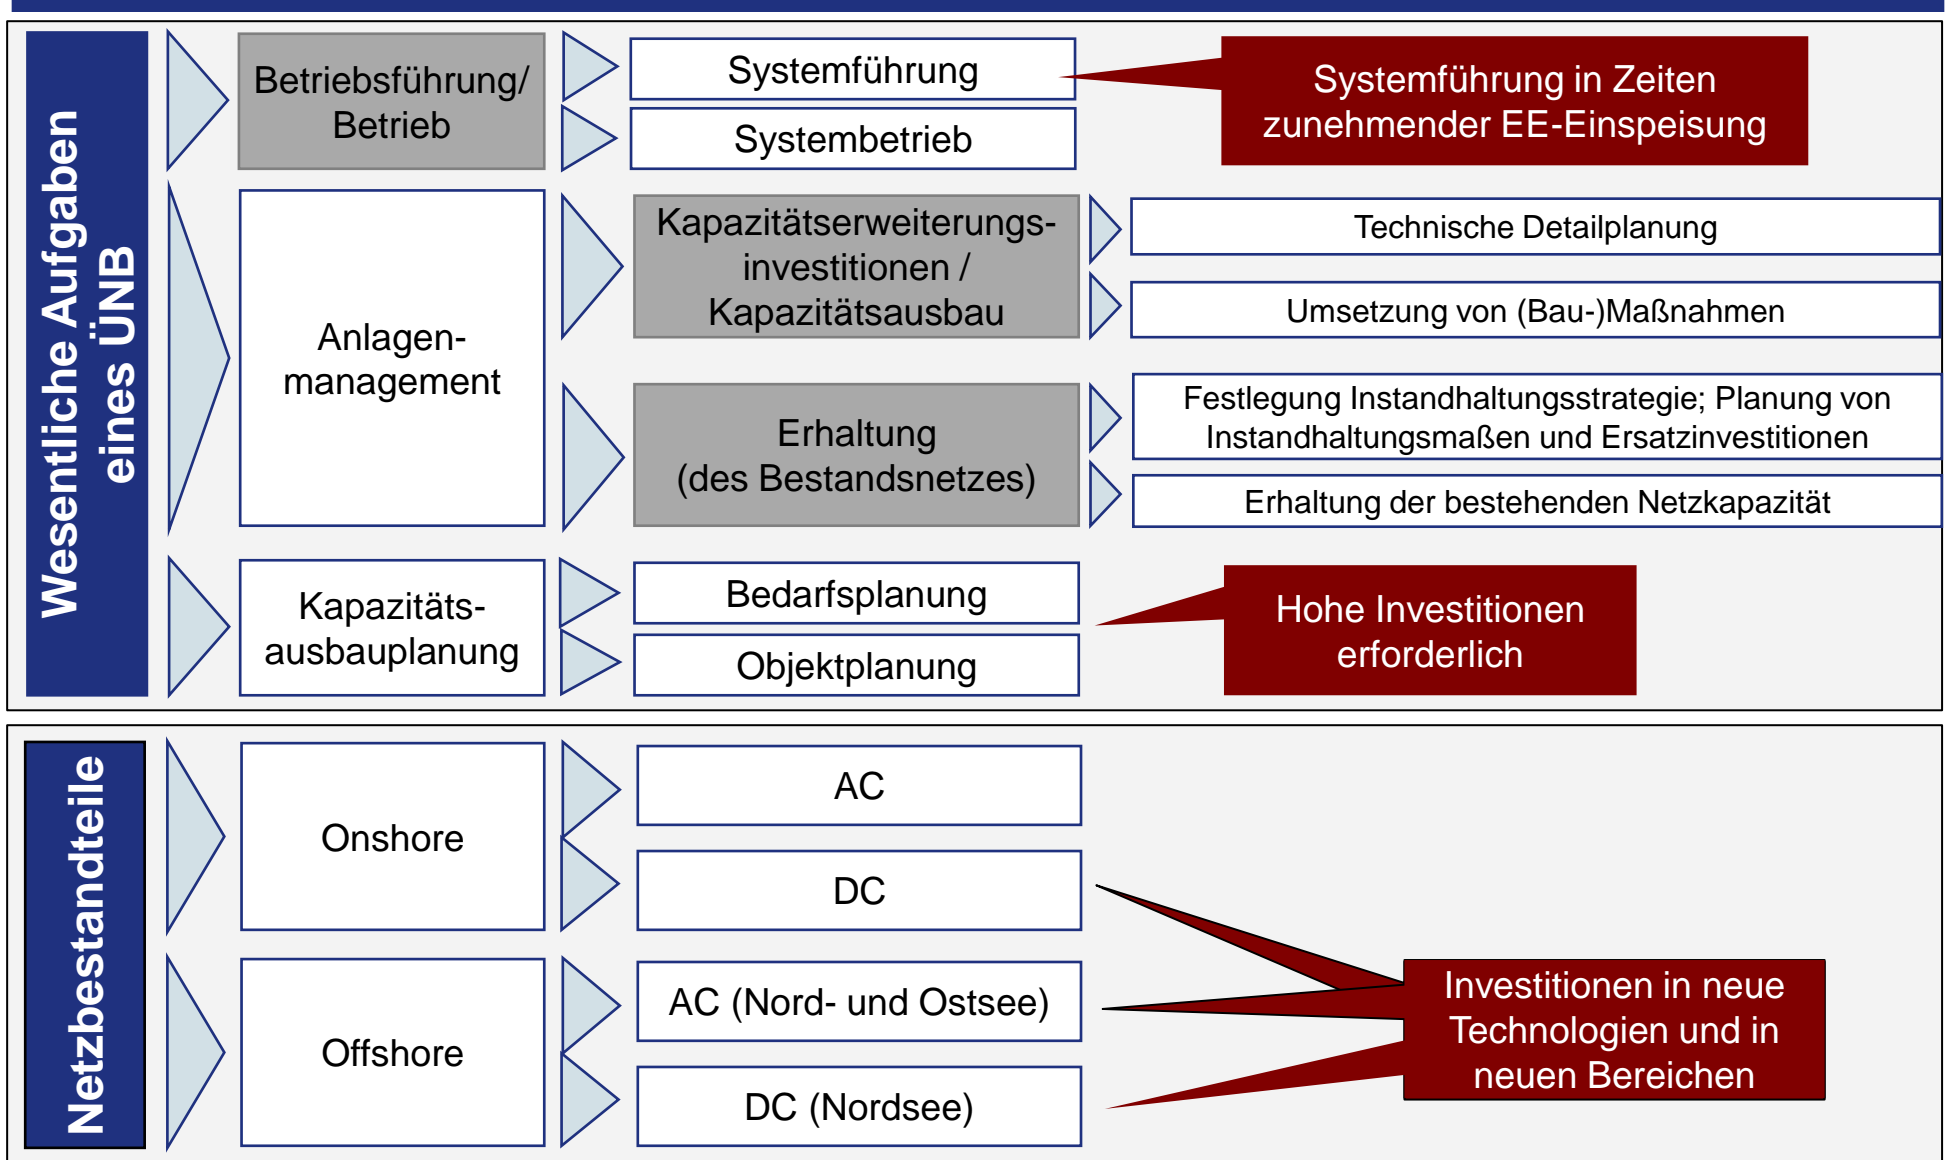 Wesentliche Aufgaben
eines ÜNB
Betriebsführung/
Betrieb
Systemführung
Systembetrieb
Systemführung in Zeiten
zunehmender EE-Einspeisung
Anlagen-
management
Kapazitätserweiterungs-
investitionen /
Kapazitätsausbau
Technische Detailplanung
Umsetzung von (Bau-)Maßnahmen
Erhaltung
(des Bestandsnetzes)
Festlegung Instandhaltungsstrategie; Planung von
Instandhaltungsmaßen und Ersatzinvestitionen
Erhaltung der bestehenden Netzkapazität
Kapazitäts-
ausbauplanung
Bedarfsplanung
Objektplanung
Hohe Investitionen
erforderlich
Netzbestandteile
Onshore
AC
DC
Offshore
AC (Nord- und Ostsee)
DC (Nordsee)
Investitionen in neue
Technologien und in
neuen Bereichen